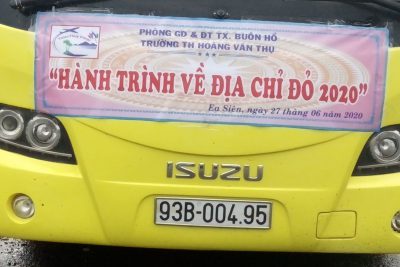 PHÒNG GD & ĐT TX. BUÔN HỒ
TRƯỜNG TH HOÀNG VĂN THỤ
***
"HÀNH TRÌNH VỀ ĐỊA CHỈ ĐỎ 2020"
Ea Siên, ngày 27 tháng 06 năm 2020
ISUZU
93B-004.95